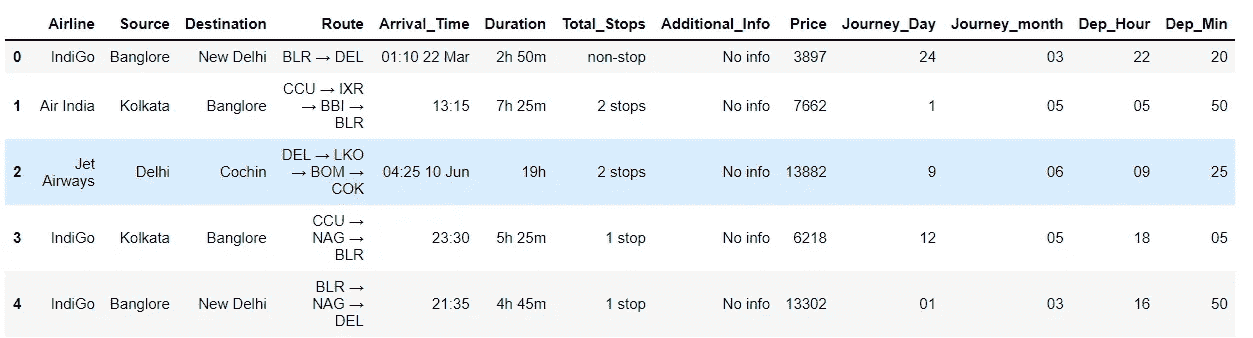 Airline Source Destination Route Arrival_Time Duration Total_Stops Additional_Info Price Journey_Day Journey_month Dep_Hour Dep_Min
0 IndiGo Banglore New Delhi BLR → DEL 01:10 22 Mar 2h 50m non-stop No info 3897 24 03 22 20
1 Air India Kolkata Banglore CCU → IXR → BBI → BLR 13:15 7h 25m 2 stops No info 7662 1 05 05 50
2 Jet Airways Delhi Cochin DEL → LKO → BOM → COK 04:25 10 Jun 19h 2 stops No info 13882 9 06 09 25
3 IndiGo Kolkata Banglore CCU → NAG → BLR 23:30 5h 25m 1 stop No info 6218 12 05 18 05
4 IndiGo Banglore New Delhi BLR → NAG → DEL 21:35 4h 45m 1 stop No info 13302 01 03 16 50